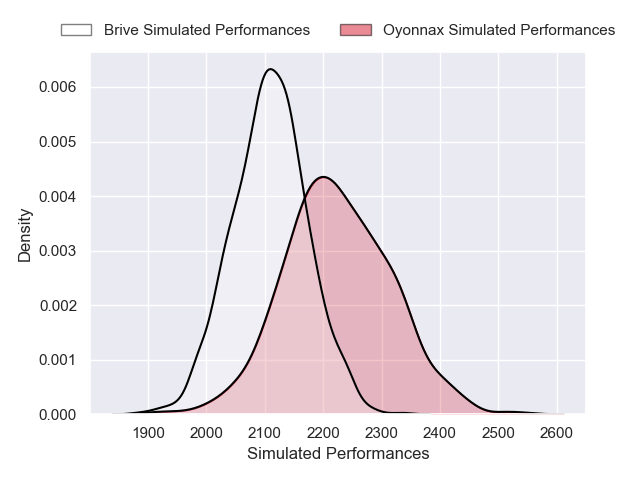 Brive Simulated Performances
Oyonnax Simulated Performances
0.006
0.005
0.004
0.003
0.002
0.001
0.000
Density
1900 2000 2100 2200 2300 2400 2500 2600
Simulated Performances